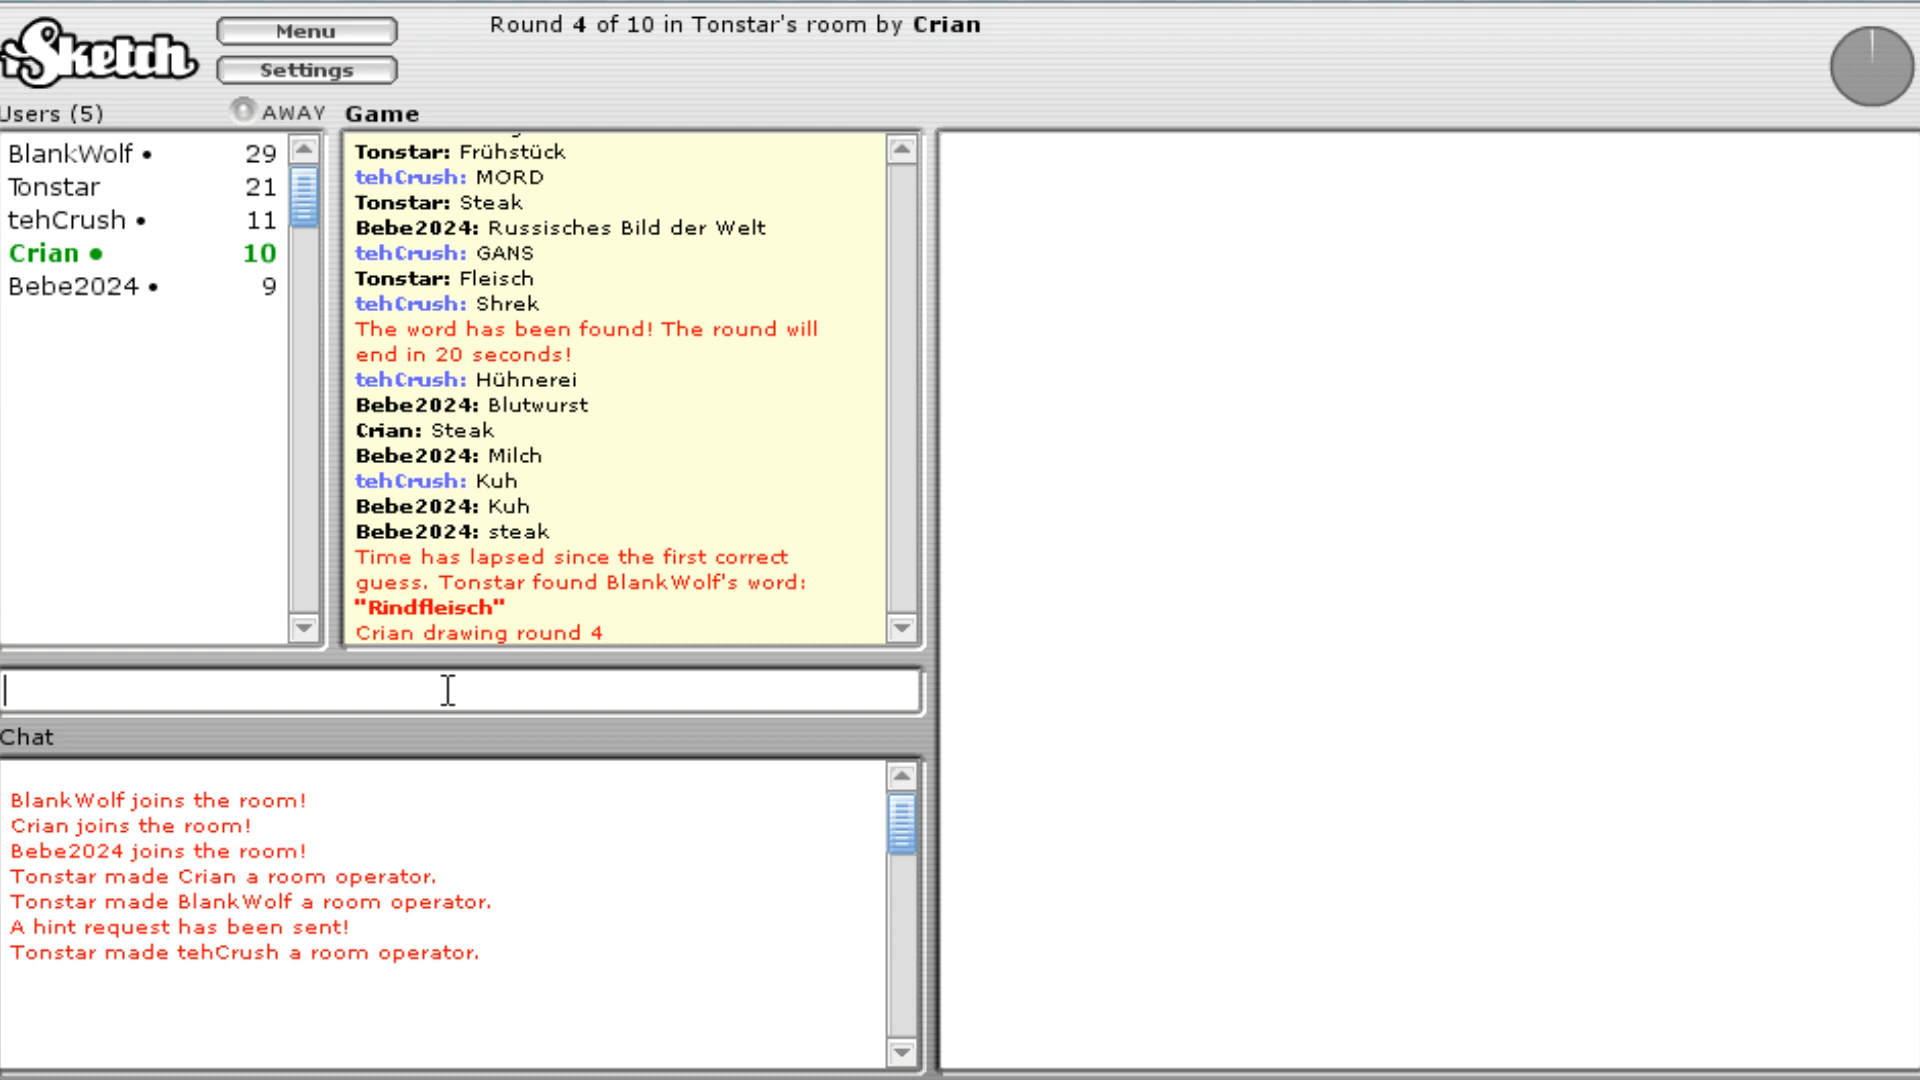 iSketch
Menu
Settings
Round 4 of 10 in Tonstar's room by Crian
Users (5)
AWAY
Game
BlankWolf • 29
Tonstar 21
tehCrush • 11
Crian • 10
Bebe2024 • 9
Tonstar: Frühstück
tehCrush: MORD
Tonstar: Steak
Bebe2024: Russisches Bild der Welt
tehCrush: GANS
Tonstar: Fleisch
tehCrush: Shrek
The word has been found! The round will
end in 20 seconds!
tehCrush: Hühnerei
Bebe2024: Blutwurst
Crian: Steak
Bebe2024: Milch
tehCrush: Kuh
Bebe2024: Kuh
Bebe2024: steak
Time has lapsed since the first correct
guess. Tonstar found BlankWolf's word:
"Rindfleisch"
Crian drawing round 4
Chat
BlankWolf joins the room!
Crian joins the room!
Bebe2024 joins the room!
Tonstar made Crian a room operator.
Tonstar made BlankWolf a room operator.
A hint request has been sent!
Tonstar made tehCrush a room operator.